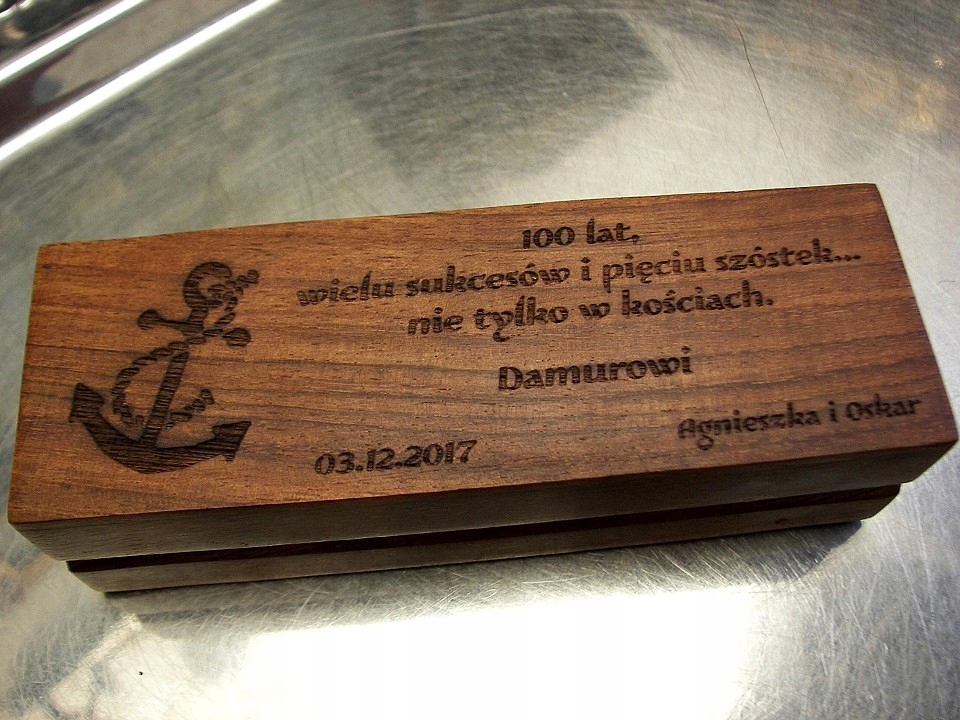 100 lat,
wielu sukcesów i pięciu szóstek...
nie tylko w kościach.
Damurowi
Agnieszka i Oskar
03.12.2017